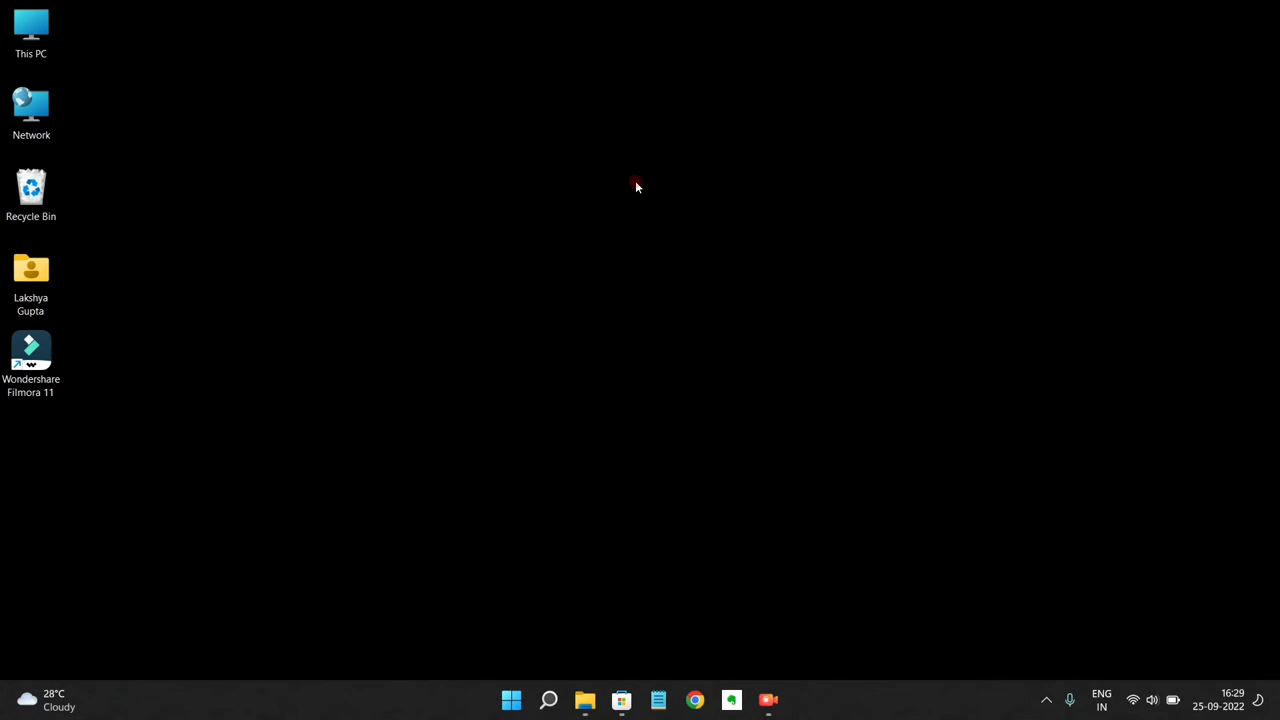 This PC
Network
Recycle Bin
Lakshya
Gupta
Wondershare
Filmora 11
28°C
Cloudy
ENG
IN
16:29
25-09-2022